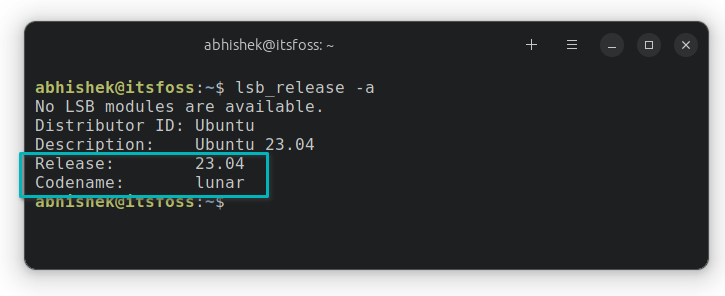 abhishek@itsfoss: ~
abhishek@itsfoss:~$ lsb_release -a
No LSB modules are available.
Distributor ID: Ubuntu
Description:    Ubuntu 23.04
Release:        23.04
Codename:       lunar
abhishek@itsfoss:~$